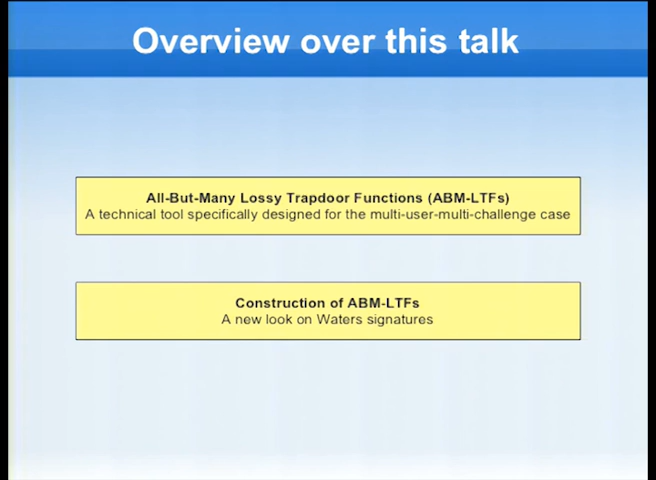 Overview over this talk
All-But-Many Lossy Trapdoor Functions (ABM-LTFs)
A technical tool specifically designed for the multi-user-multi-challenge case
Construction of ABM-LTFs
A new look on Waters signatures